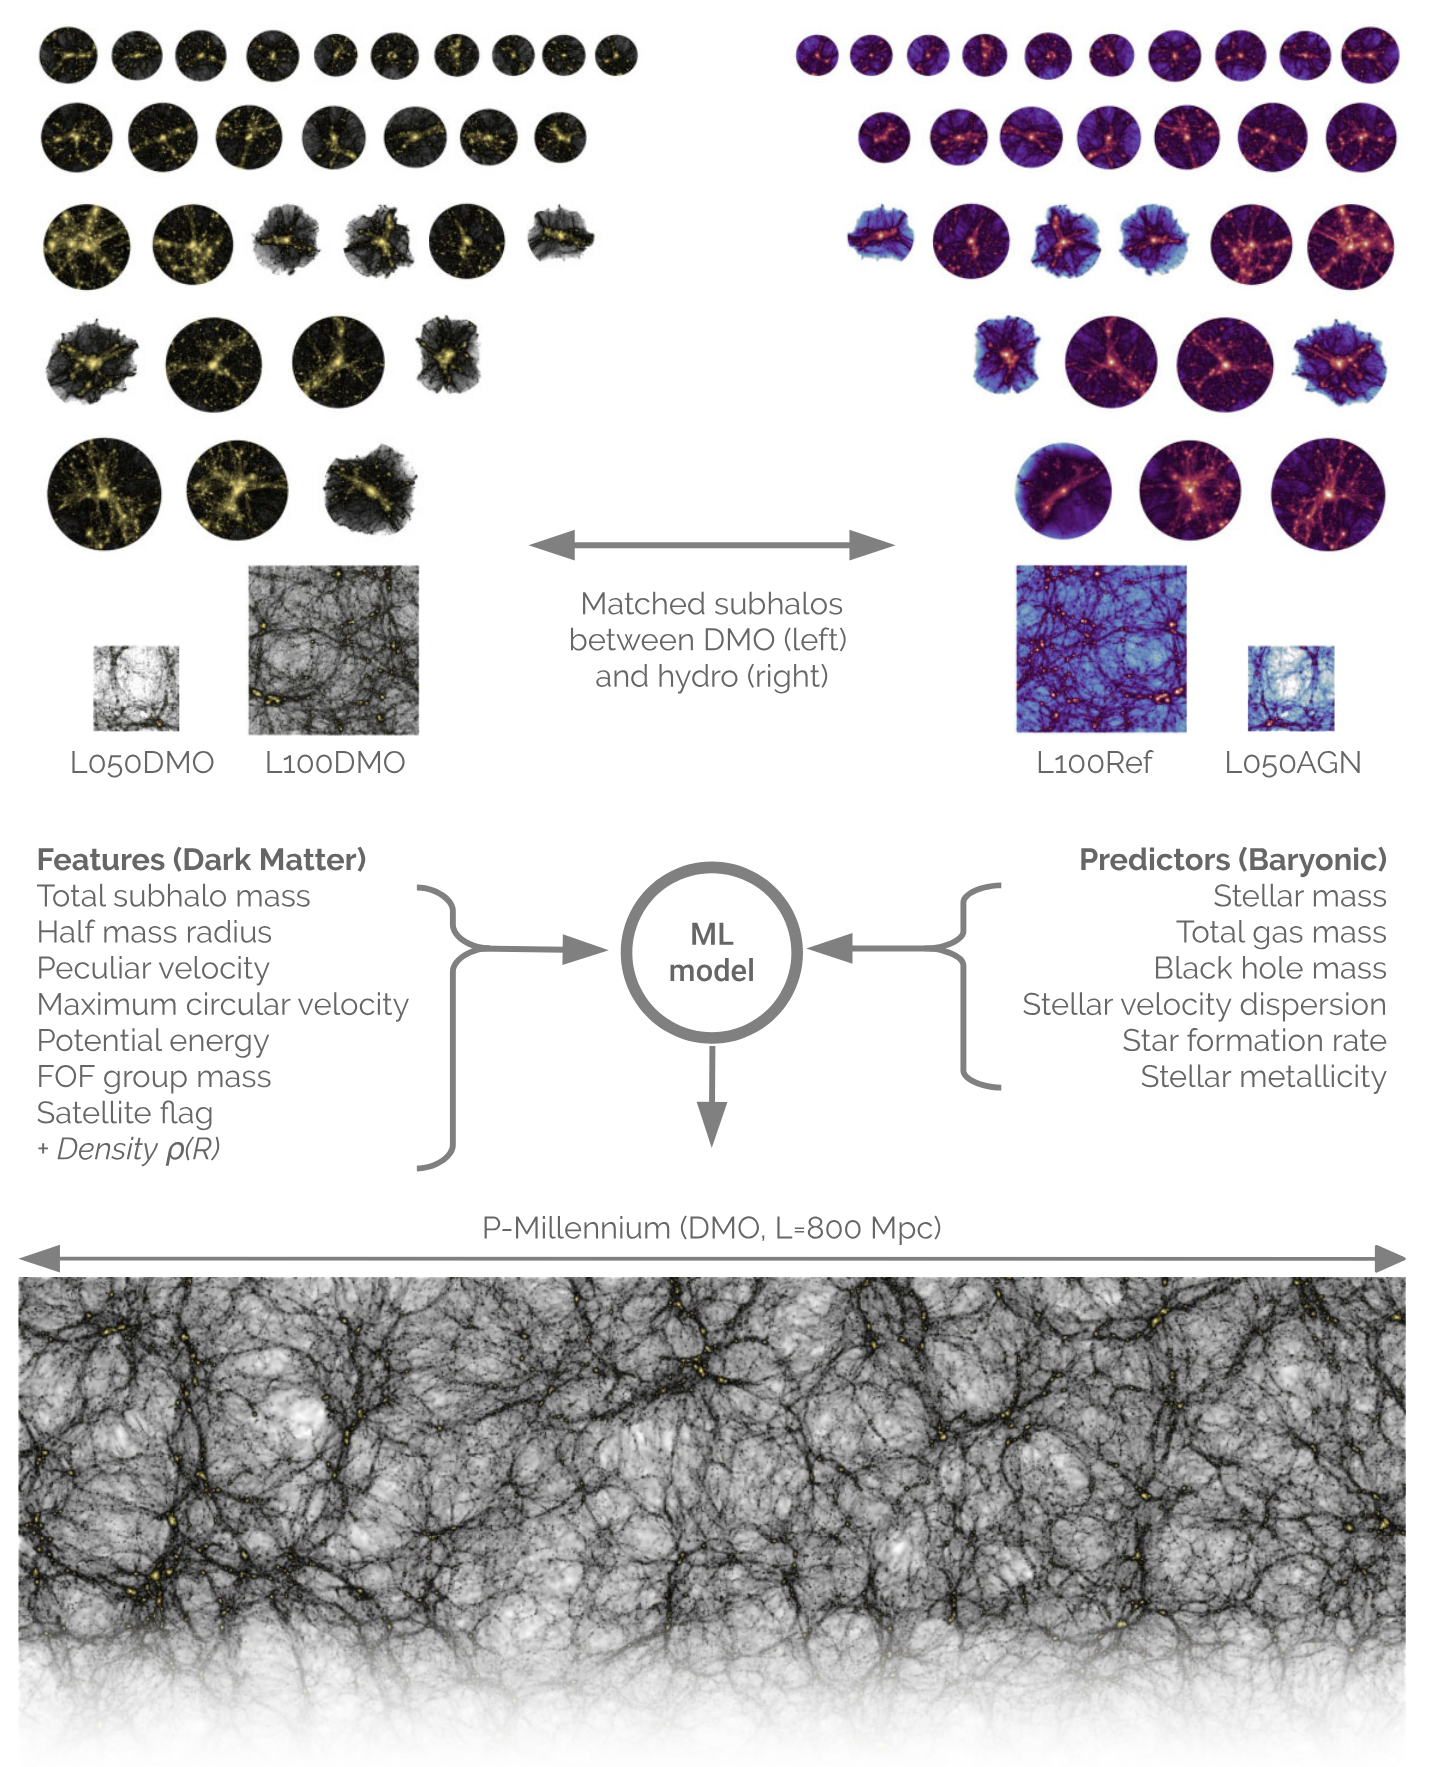 Matched subhalos
between DMO (left)
and hydro (right)
L050DMO
L100DMO
L100Ref
L050AGN
Features (Dark Matter)
Total subhalo mass
Half mass radius
Peculiar velocity
Maximum circular velocity
Potential energy
FOF group mass
Satellite flag
+ Density ρ(R)
ML
model
Predictors (Baryonic)
Stellar mass
Total gas mass
Black hole mass
Stellar velocity dispersion
Star formation rate
Stellar metallicity
P-Millennium (DMO, L=800 Mpc)